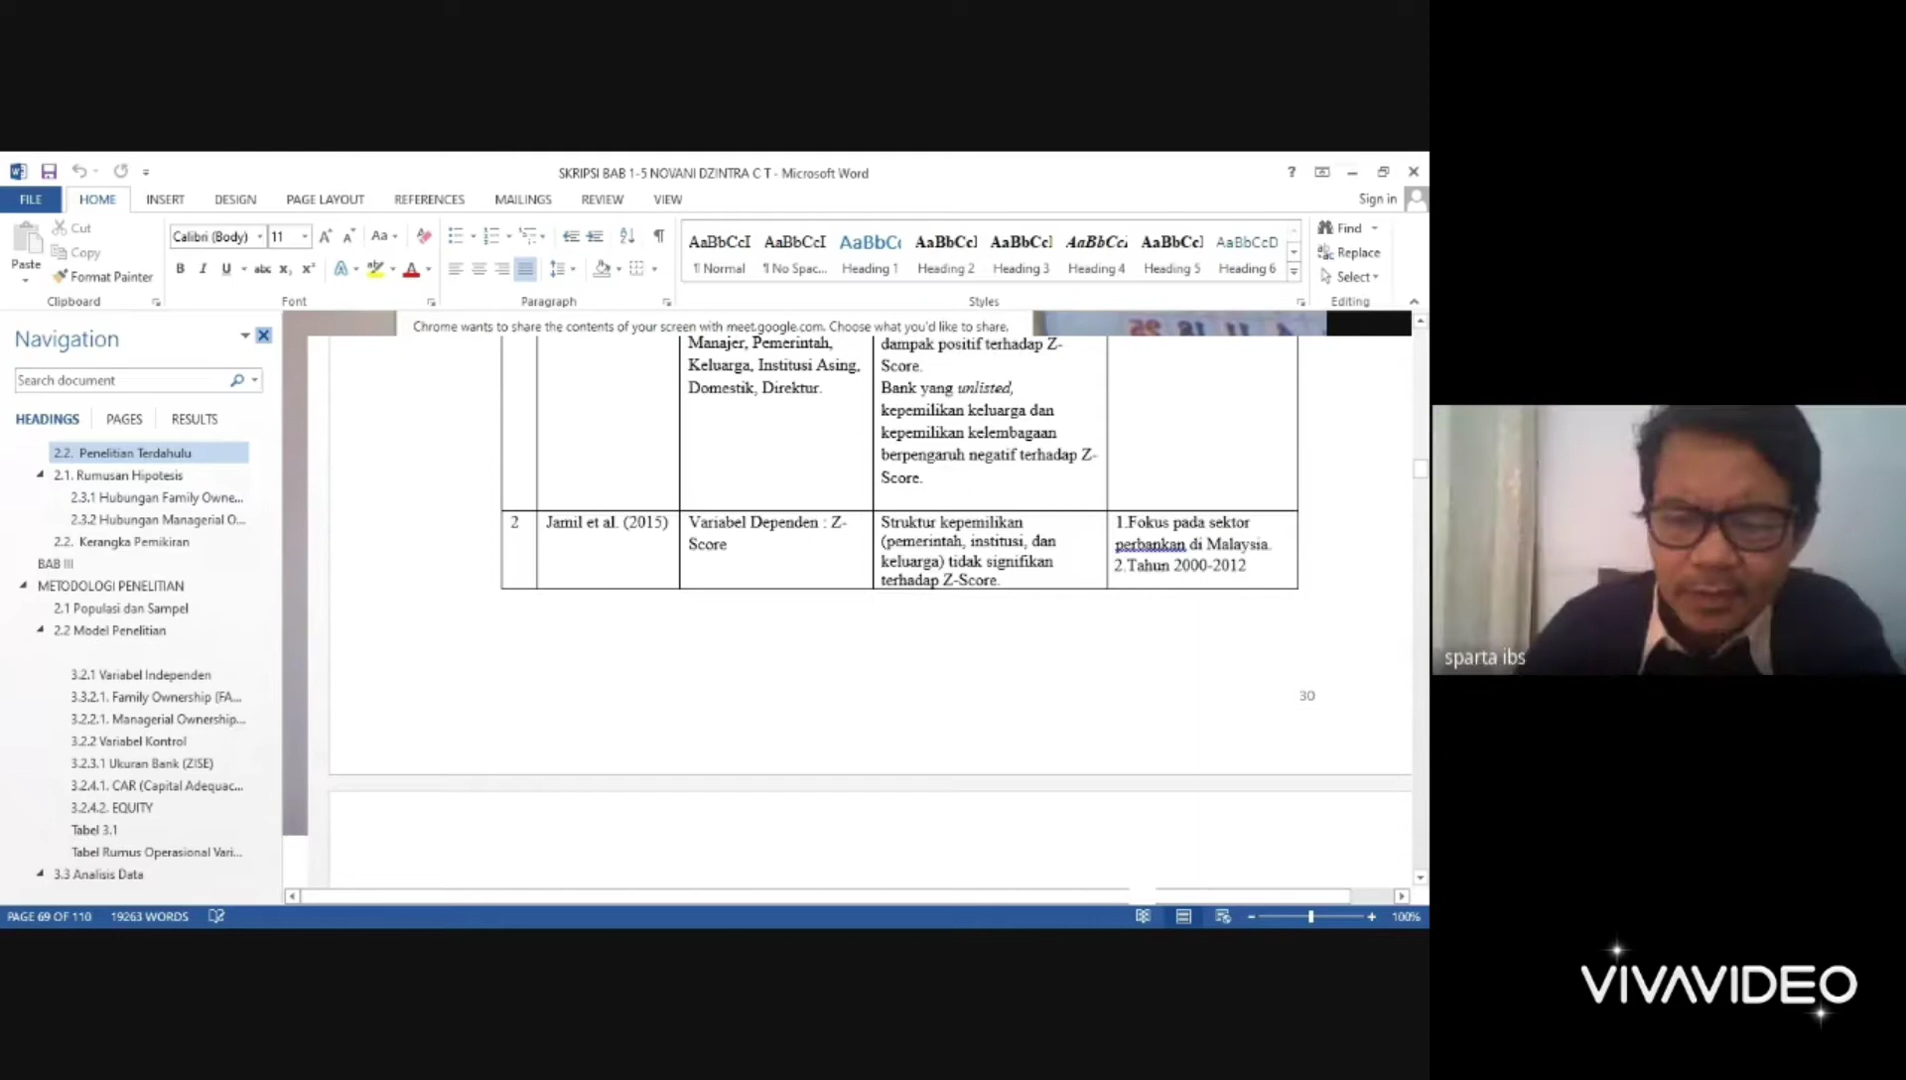 SKRIPSI BAB 1-5 NOVANI DZINTRA C T - Microsoft Word
?
FILE HOME INSERT DESIGN PAGE LAYOUT REFERENCES MAILINGS REVIEW VIEW
Sign in
Paste
Cut
Copy
Format Painter
Clipboard
Calibri (Body) 11
Font
Paragraph
AaBbCcI AaBbCcI AaBbCc AaBbCcI AaBbCcI AaBbCcI AaBbCcI AaBbCcD
¶ Normal ¶ No Spac... Heading 1 Heading 2 Heading 3 Heading 4 Heading 5 Heading 6
Styles
Find
Replace
Select
Editing
Navigation
Search document
HEADINGS PAGES RESULTS
2.2. Penelitian Terdahulu
2.1. Rumusan Hipotesis
2.3.1 Hubungan Family Owne...
2.3.2 Hubungan Managerial O...
2.2. Kerangka Pemikiran
BAB III
METODOLOGI PENELITIAN
2.1 Populasi dan Sampel
2.2 Model Penelitian
3.2.1 Variabel Independen
3.3.2.1. Family Ownership (FA...
3.2.2.1. Managerial Ownership...
3.2.2 Variabel Kontrol
3.2.3.1 Ukuran Bank (ZISE)
3.2.4.1. CAR (Capital Adequac...
3.2.4.2. EQUITY
Tabel 3.1
Tabel Rumus Operasional Vari...
3.3 Analisis Data
Chrome wants to share the contents of your screen with meet.google.com. Choose what you'd like to share.
Manajer, Pemerintah,
Keluarga, Institusi Asing,
Domestik, Direktur.
dampak positif terhadap Z-
Score.
Bank yang unlisted,
kepemilikan keluarga dan
kepemilikan kelembagaan
berpengaruh negatif terhadap Z-
Score.
2
Jamil et al. (2015)
Variabel Dependen : Z-
Score
Struktur kepemilikan
(pemerintah, institusi, dan
keluarga) tidak signifikan
terhadap Z-Score.
1.Fokus pada sektor
perbankan di Malaysia.
2.Tahun 2000-2012
30
PAGE 69 OF 110 19263 WORDS
100%
sparta ibs
VIVAVIDEO